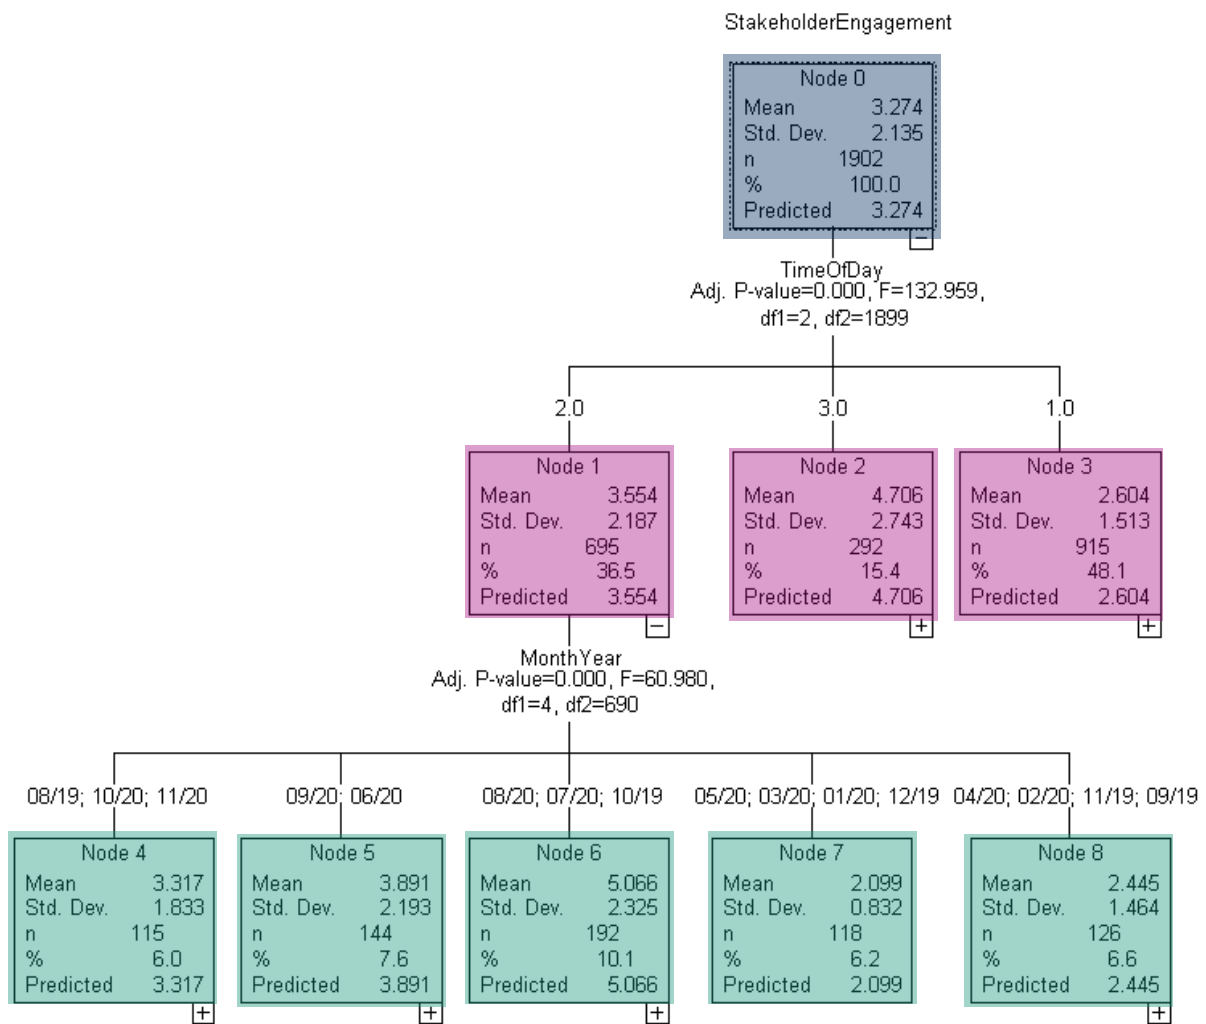 StakeholderEngagement
Node 0
Mean 3.274
Std. Dev. 2.135
n 1902
% 100.0
Predicted 3.274
−
TimeOfDay
Adj. P-value=0.000, F=132.959,
df1=2, df2=1899
2.0
3.0
1.0
Node 1
Mean 3.554
Std. Dev. 2.187
n 695
% 36.5
Predicted 3.554
−
Node 2
Mean 4.706
Std. Dev. 2.743
n 292
% 15.4
Predicted 4.706
+
Node 3
Mean 2.604
Std. Dev. 1.513
n 915
% 48.1
Predicted 2.604
+
MonthYear
Adj. P-value=0.000, F=60.980,
df1=4, df2=690
08/19; 10/20; 11/20
09/20; 06/20
08/20; 07/20; 10/19
05/20; 03/20; 01/20; 12/19
04/20; 02/20; 11/19; 09/19
Node 4
Mean 3.317
Std. Dev. 1.833
n 115
% 6.0
Predicted 3.317
+
Node 5
Mean 3.891
Std. Dev. 2.193
n 144
% 7.6
Predicted 3.891
+
Node 6
Mean 5.066
Std. Dev. 2.325
n 192
% 10.1
Predicted 5.066
+
Node 7
Mean 2.099
Std. Dev. 0.832
n 118
% 6.2
Predicted 2.099
Node 8
Mean 2.445
Std. Dev. 1.464
n 126
% 6.6
Predicted 2.445
+